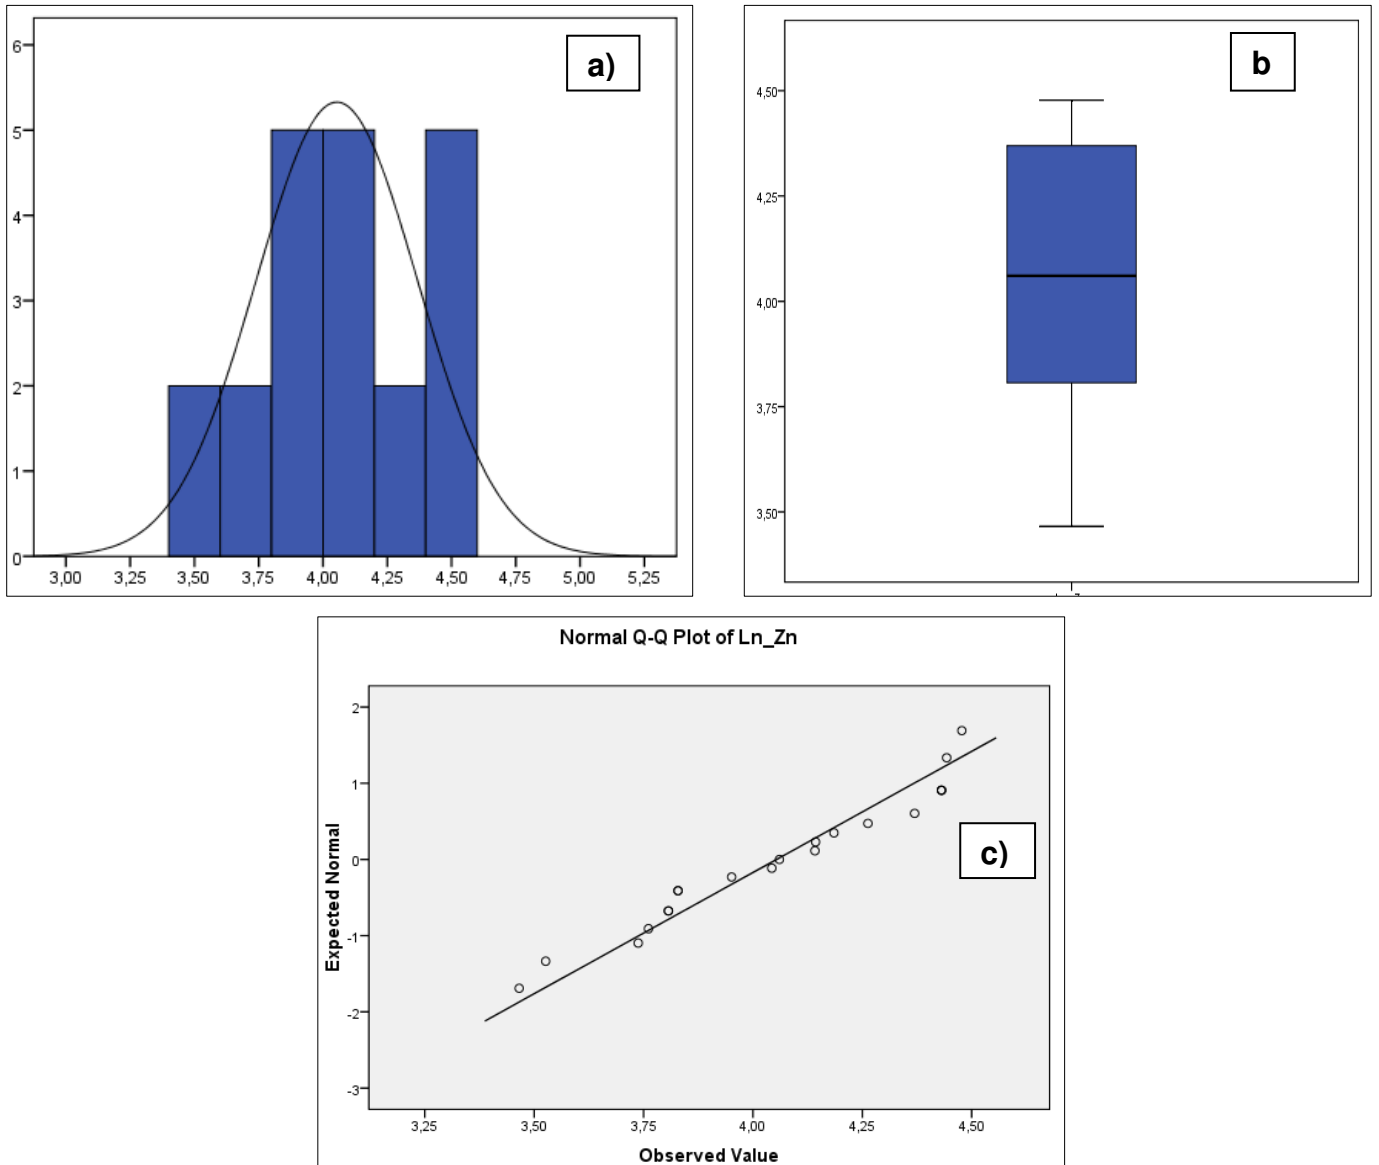 a)
6
5
4
3
2
1
0
3,00 3,25 3,50 3,75 4,00 4,25 4,50 4,75 5,00 5,25
b
4,50
4,25
4,00
3,75
3,50
Normal Q-Q Plot of Ln_Zn
Expected Normal
2
1
0
-1
-2
-3
c)
3,25 3,50 3,75 4,00 4,25 4,50
Observed Value